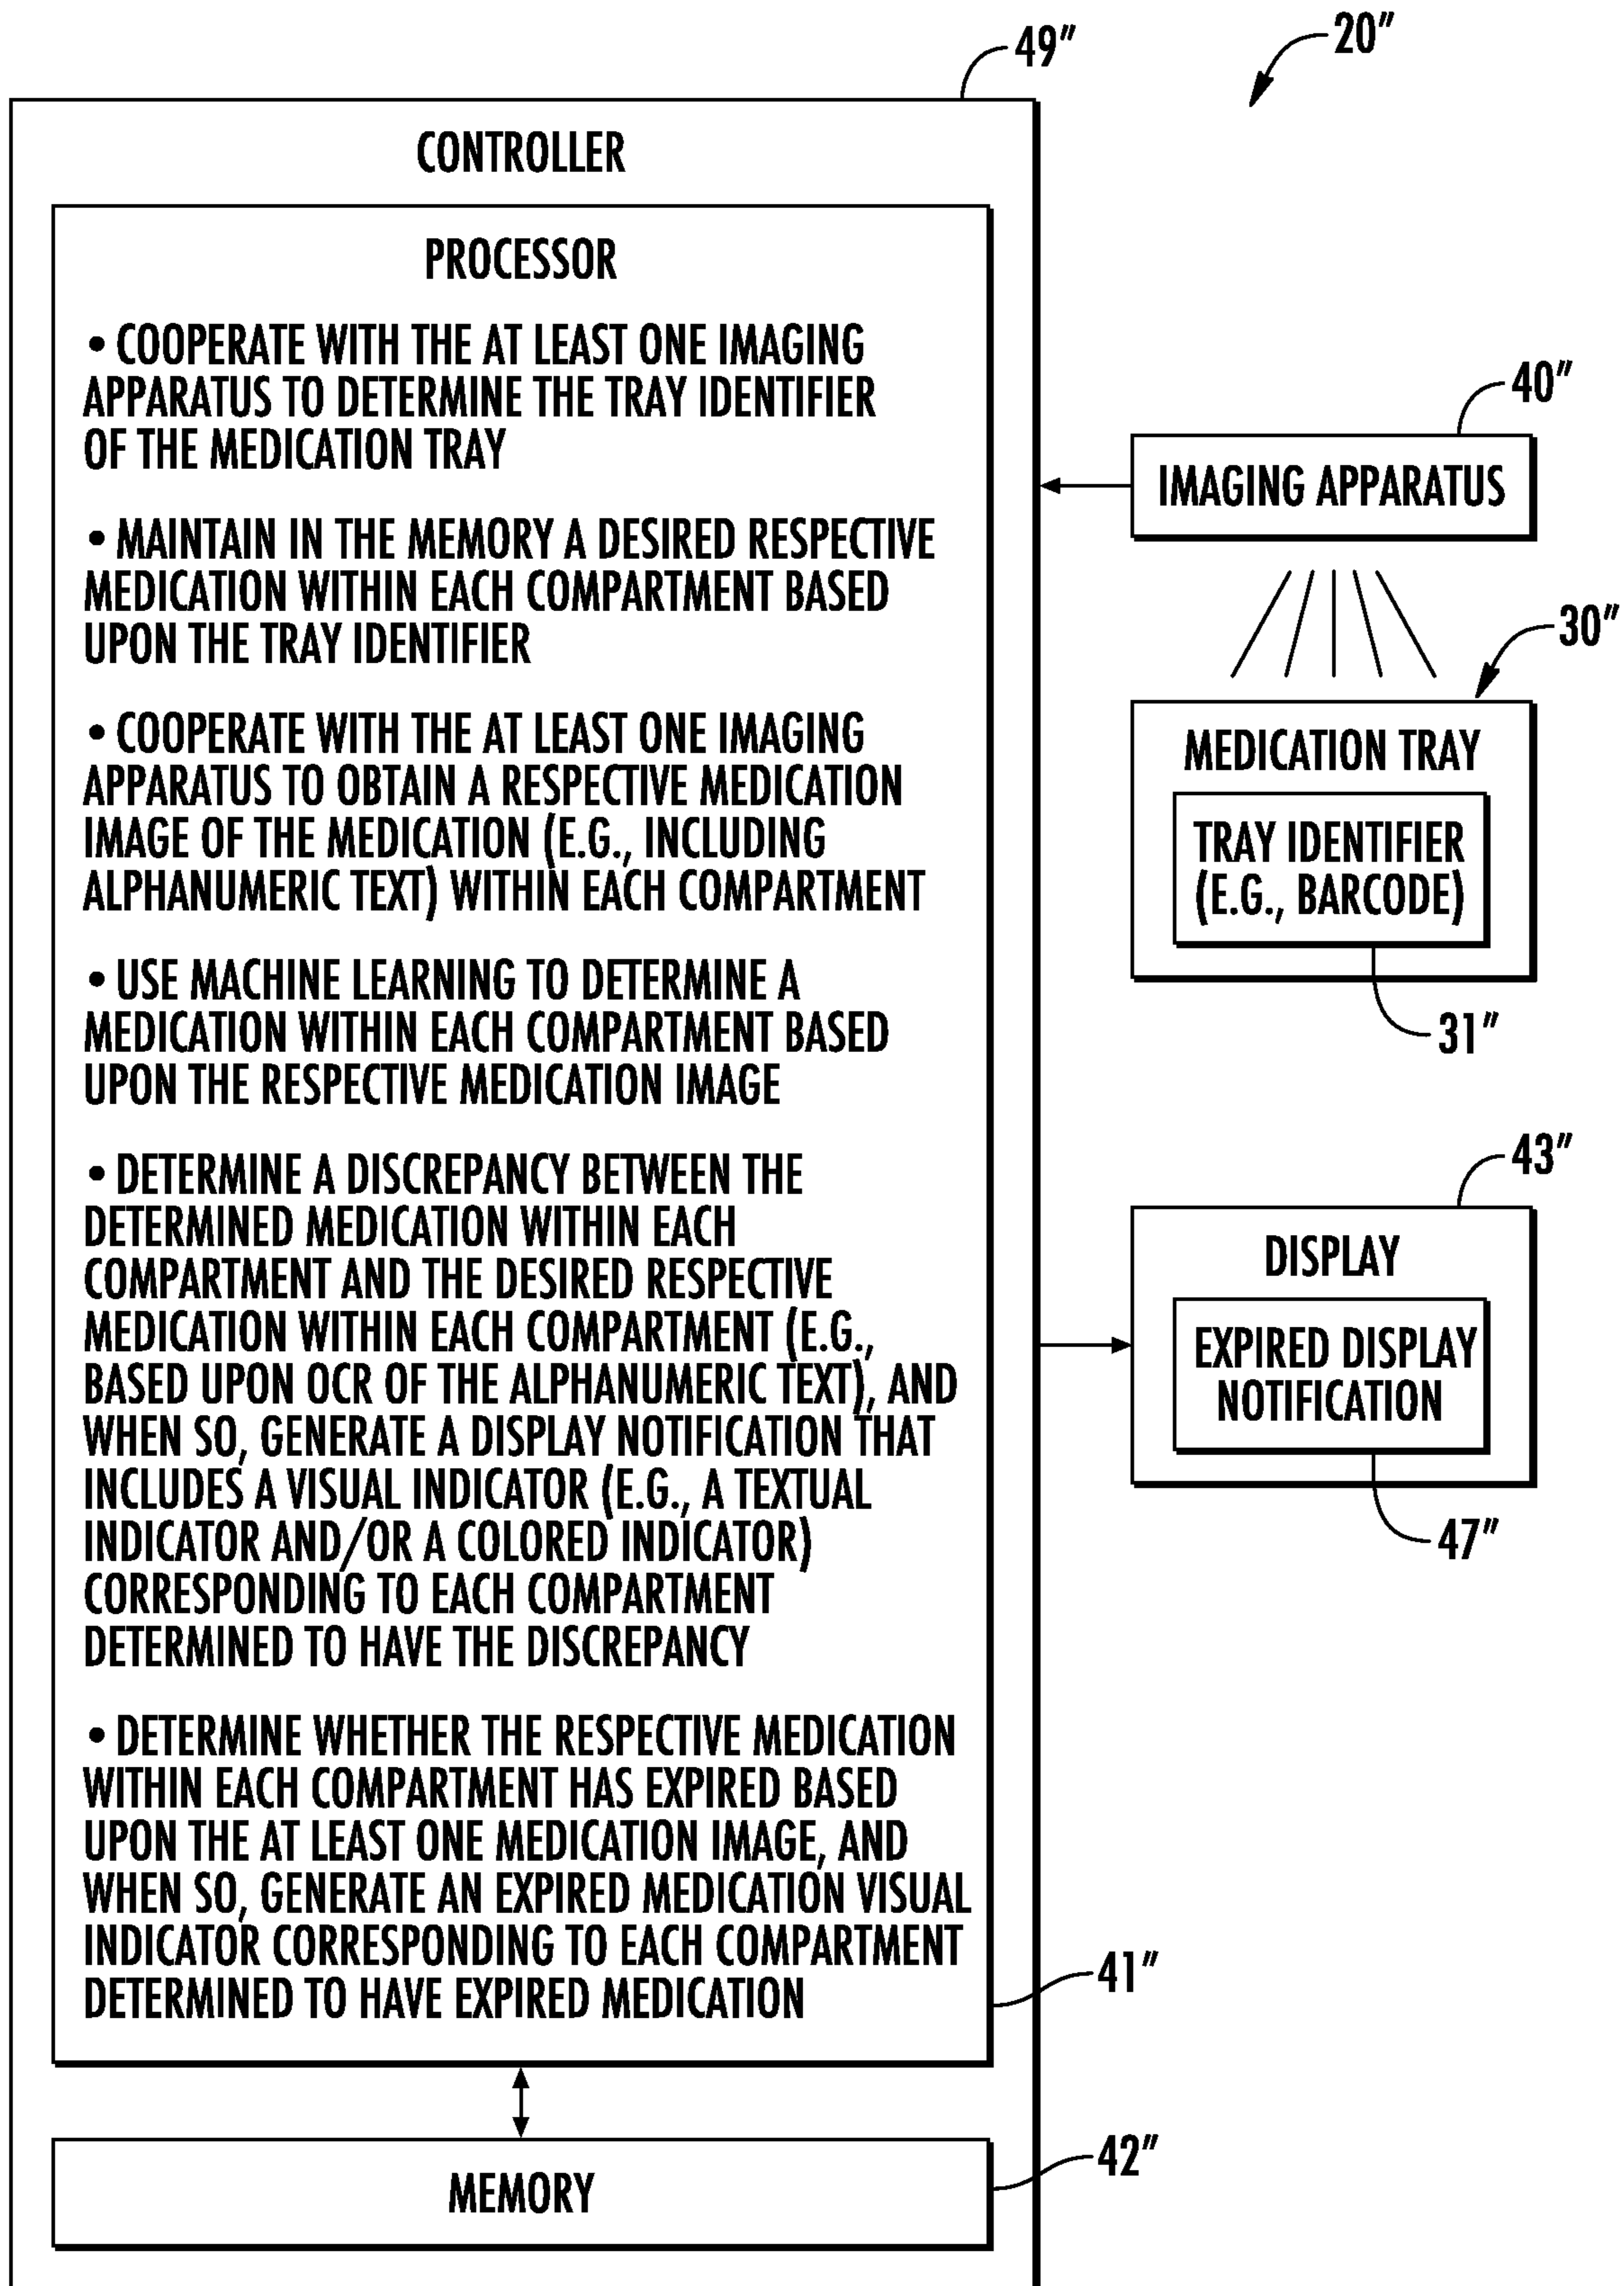 49"
20"
CONTROLLER
PROCESSOR
• COOPERATE WITH THE AT LEAST ONE IMAGING
APPARATUS TO DETERMINE THE TRAY IDENTIFIER
OF THE MEDICATION TRAY
• MAINTAIN IN THE MEMORY A DESIRED RESPECTIVE
MEDICATION WITHIN EACH COMPARTMENT BASED
UPON THE TRAY IDENTIFIER
• COOPERATE WITH THE AT LEAST ONE IMAGING
APPARATUS TO OBTAIN A RESPECTIVE MEDICATION
IMAGE OF THE MEDICATION (E.G., INCLUDING
ALPHANUMERIC TEXT) WITHIN EACH COMPARTMENT
• USE MACHINE LEARNING TO DETERMINE A
MEDICATION WITHIN EACH COMPARTMENT BASED
UPON THE RESPECTIVE MEDICATION IMAGE
• DETERMINE A DISCREPANCY BETWEEN THE
DETERMINED MEDICATION WITHIN EACH
COMPARTMENT AND THE DESIRED RESPECTIVE
MEDICATION WITHIN EACH COMPARTMENT (E.G.,
BASED UPON OCR OF THE ALPHANUMERIC TEXT), AND
WHEN SO, GENERATE A DISPLAY NOTIFICATION THAT
INCLUDES A VISUAL INDICATOR (E.G., A TEXTUAL
INDICATOR AND/OR A COLORED INDICATOR)
CORRESPONDING TO EACH COMPARTMENT
DETERMINED TO HAVE THE DISCREPANCY
• DETERMINE WHETHER THE RESPECTIVE MEDICATION
WITHIN EACH COMPARTMENT HAS EXPIRED BASED
UPON THE AT LEAST ONE MEDICATION IMAGE, AND
WHEN SO, GENERATE AN EXPIRED MEDICATION VISUAL
INDICATOR CORRESPONDING TO EACH COMPARTMENT
DETERMINED TO HAVE EXPIRED MEDICATION
41"
MEMORY
42"
40"
IMAGING APPARATUS
30"
MEDICATION TRAY
TRAY IDENTIFIER
(E.G., BARCODE)
31"
43"
DISPLAY
EXPIRED DISPLAY
NOTIFICATION
47"